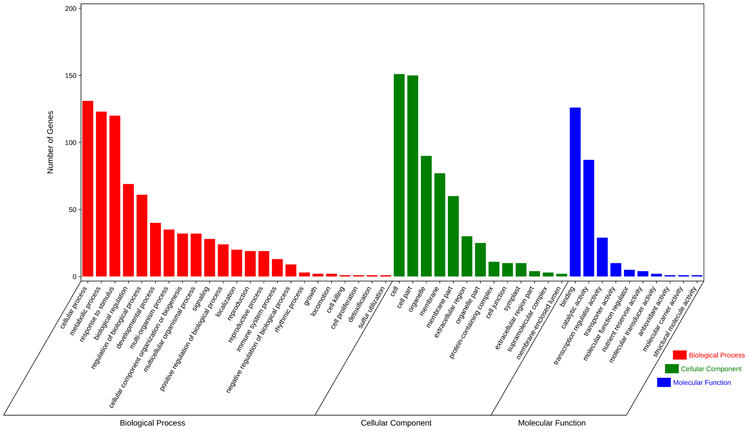 200
150
100
50
0
Number of Genes
cellular process
metabolic process
response to stimulus
biological regulation
regulation of biological process
developmental process
multi-organism process
cellular component organization or biogenesis
multicellular organismal process
signaling
positive regulation of biological process
localization
reproduction
reproductive process
immune system process
negative regulation of biological process
rhythmic process
growth
locomotion
cell killing
cell proliferation
detoxification
sulfur utilization
cell
cell part
organelle
membrane
membrane part
extracellular region
organelle part
protein-containing complex
cell junction
symplast
extracellular region part
supramolecular complex
membrane-enclosed lumen
binding
catalytic activity
transcription regulator activity
transporter activity
molecular function regulator
nutrient reservoir activity
molecular transducer activity
antioxidant activity
molecular carrier activity
structural molecule activity
Biological Process
Cellular Component
Molecular Function
Biological Process
Cellular Component
Molecular Function